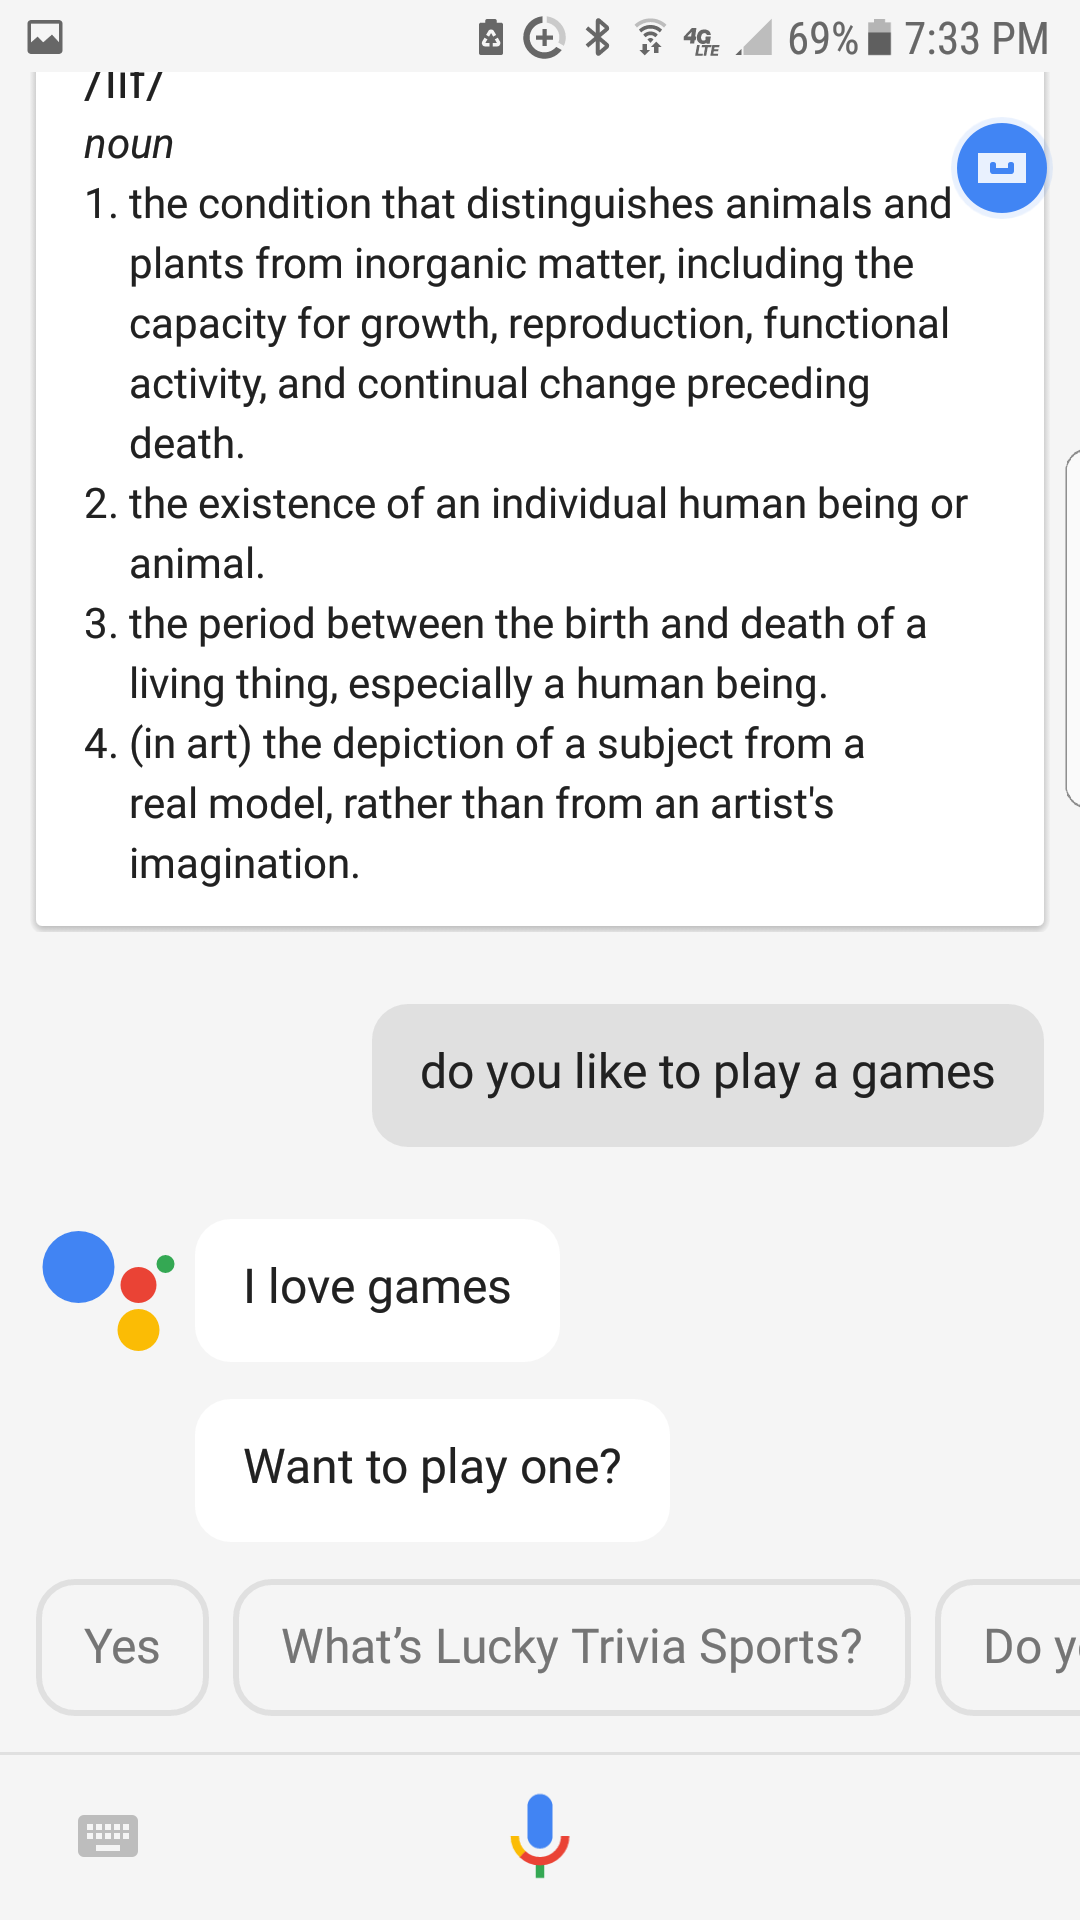 4G LTE 69% 7:33 PM
/līf/
noun
1. the condition that distinguishes animals and
plants from inorganic matter, including the
capacity for growth, reproduction, functional
activity, and continual change preceding
death.
2. the existence of an individual human being or
animal.
3. the period between the birth and death of a
living thing, especially a human being.
4. (in art) the depiction of a subject from a
real model, rather than from an artist's
imagination.
do you like to play a games
I love games
Want to play one?
Yes What’s Lucky Trivia Sports? Do